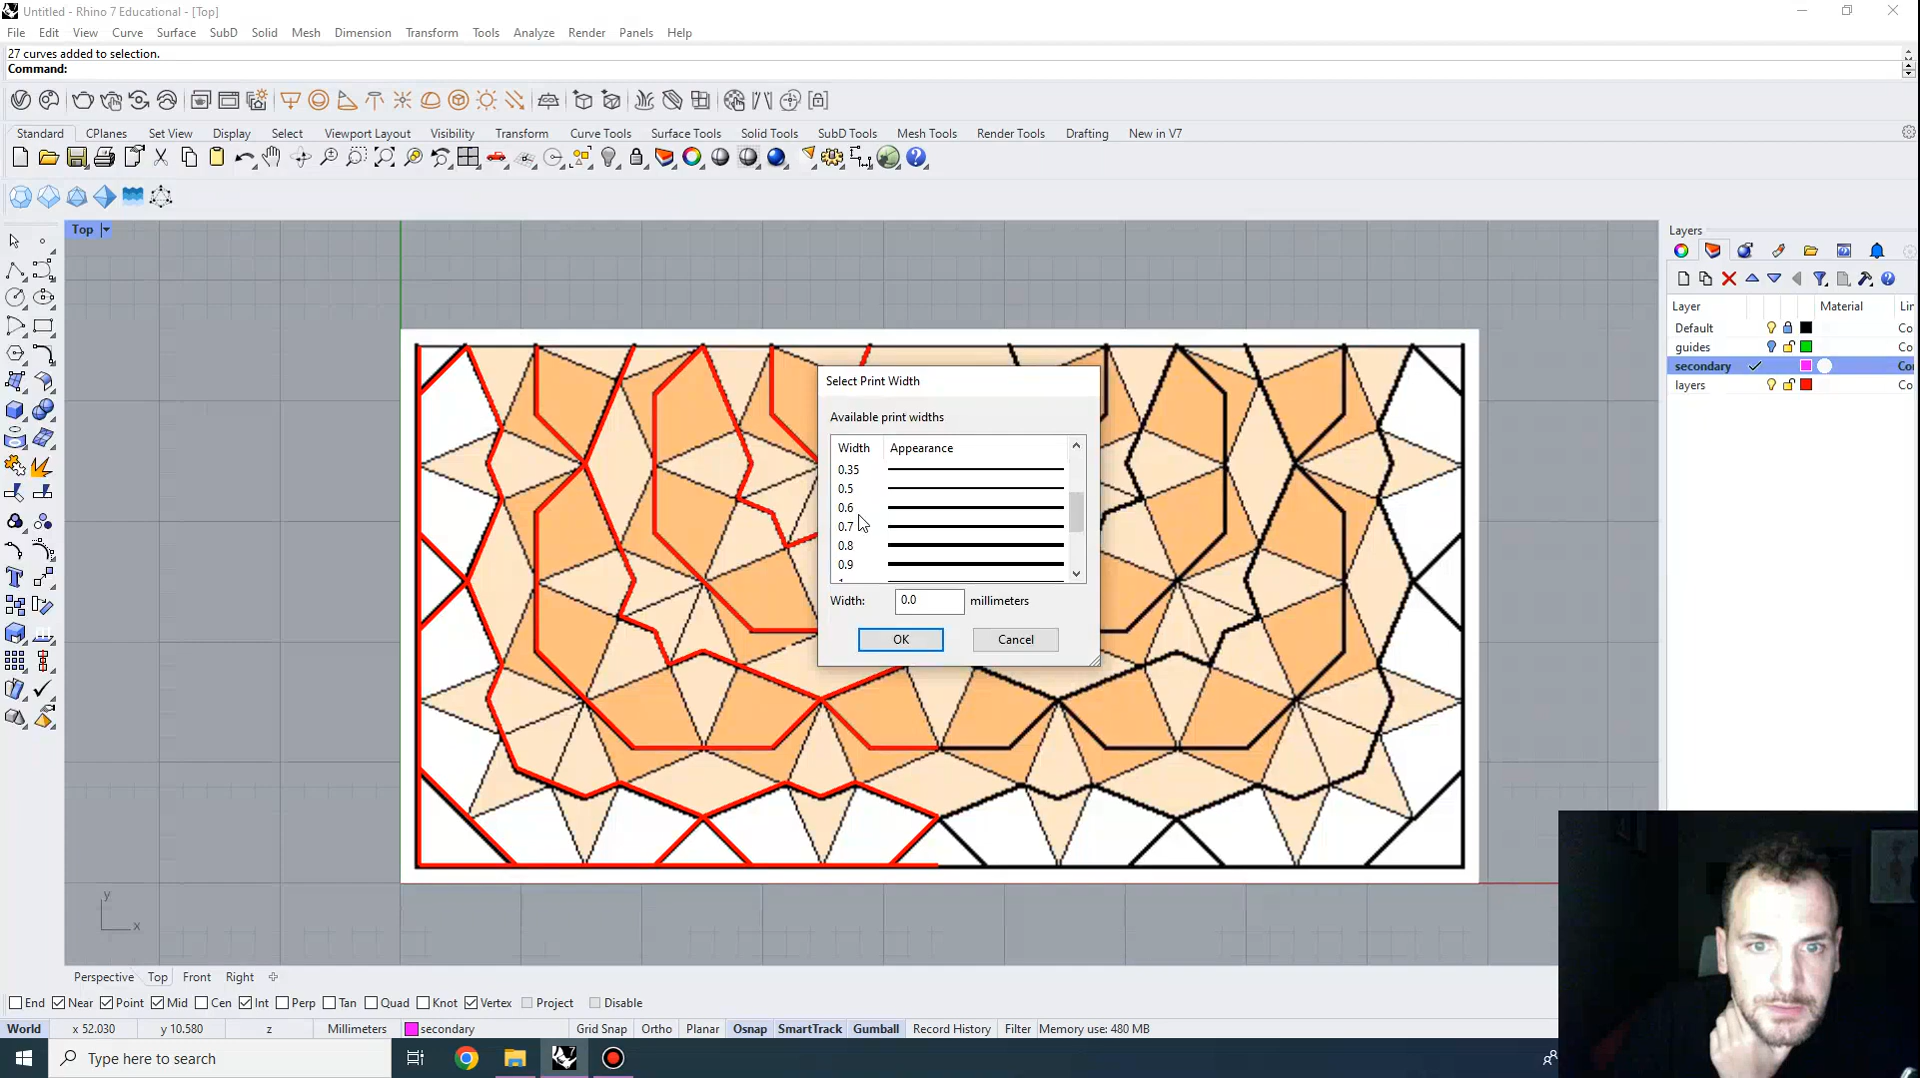 Untitled - Rhino 7 Educational - [Top]
File Edit View Curve Surface SubD Solid Mesh Dimension Transform Tools Analyze Render Panels Help
27 curves added to selection.
Command:
Standard CPlanes Set View Display Select Viewport Layout Visibility Transform Curve Tools Surface Tools Solid Tools SubD Tools Mesh Tools Render Tools Drafting New in V7
Top
Layers
Layer Material Lin
Default Co
guides Co
secondary Co
layers Co
Select Print Width
Available print widths
Width Appearance
0.35
0.5
0.6
0.7
0.8
0.9
Width: 0.0 millimeters
OK Cancel
y
x
Perspective Top Front Right
End Near Point Mid Cen Int Perp Tan Quad Knot Vertex Project Disable
World x 52.030 y 10.580 z Millimeters secondary Grid Snap Ortho Planar Osnap SmartTrack Gumball Record History Filter Memory use: 480 MB
Type here to search